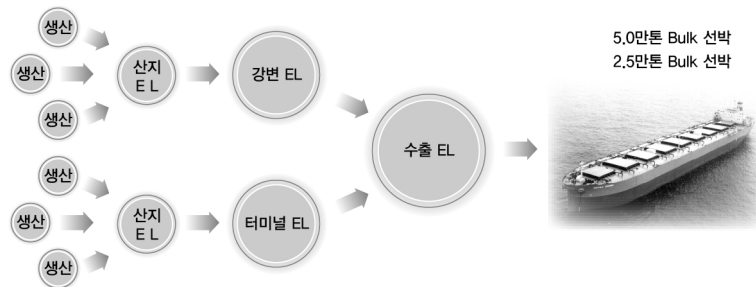 생산
생산
생산
산지
E L
강변 EL
생산
생산
생산
산지
E L
터미널 EL
수출 EL
5.0만톤 Bulk 선박
2.5만톤 Bulk 선박